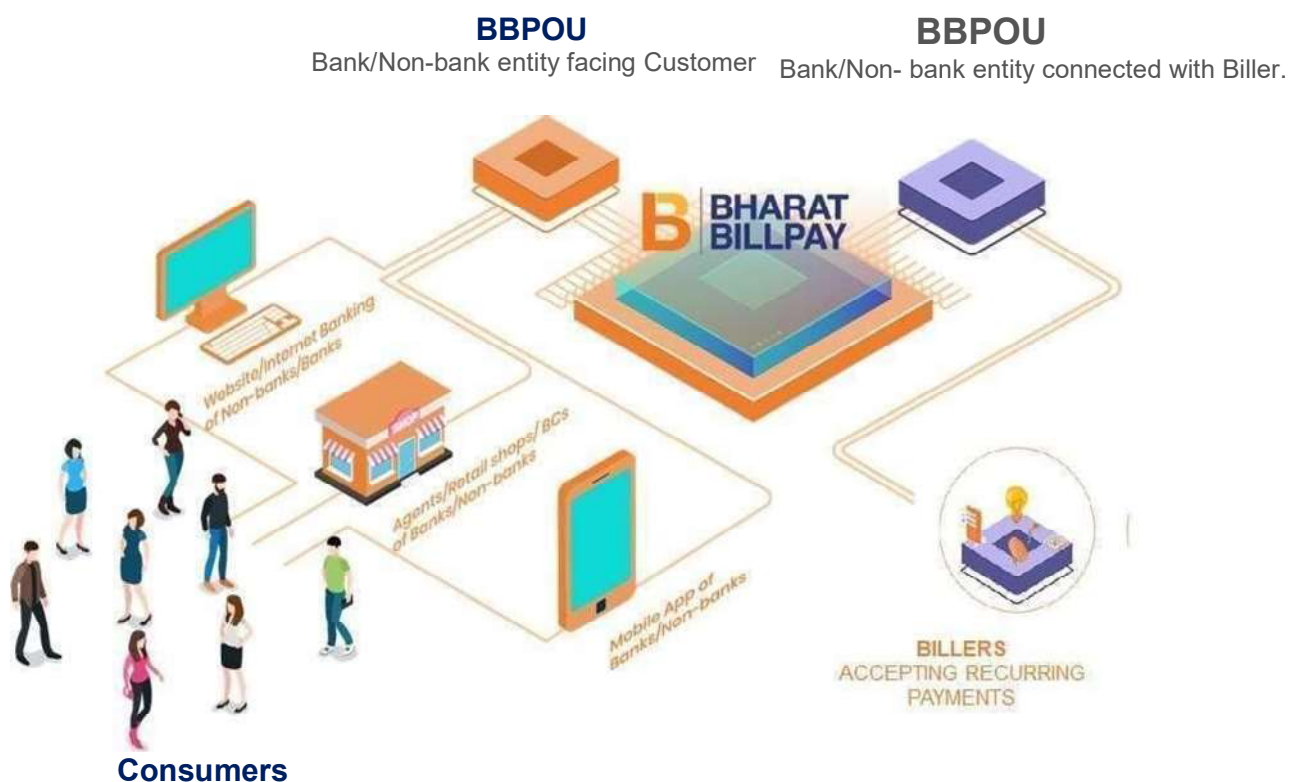 BBPOU
Bank/Non-bank entity facing Customer
BBPOU
Bank/Non- bank entity connected with Biller.
B
BHARAT
BILLPAY
Website/Internet Banking
of Non-banks/Banks
Agents/Retail shops/ BCs
of Banks/Non-banks
Mobile App of
Banks/Non-banks
BILLERS
ACCEPTING RECURRING
PAYMENTS
Consumers